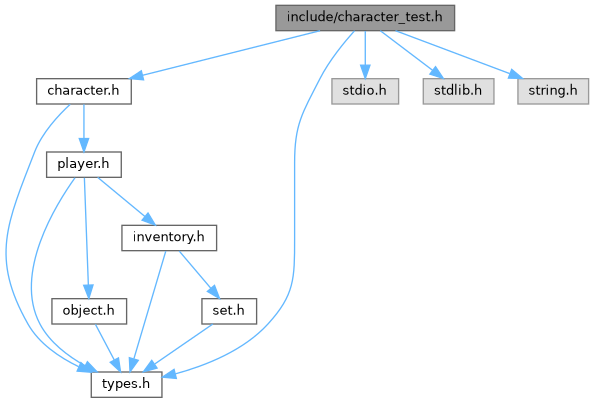 include/character_test.h
character.h
stdio.h
stdlib.h
string.h
player.h
inventory.h
object.h
set.h
types.h